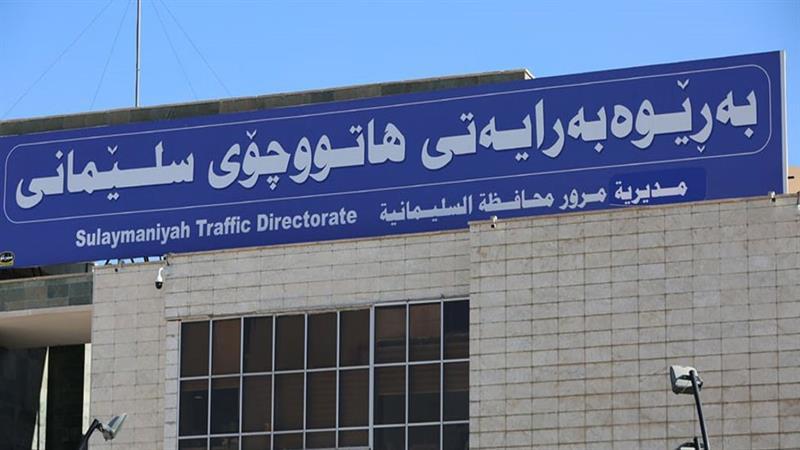 بەڕێوەبەرایەتی هاتووچۆی سلێمانی
مديرية مرور محافظة السليمانية
Sulaymaniyah Traffic Directorate